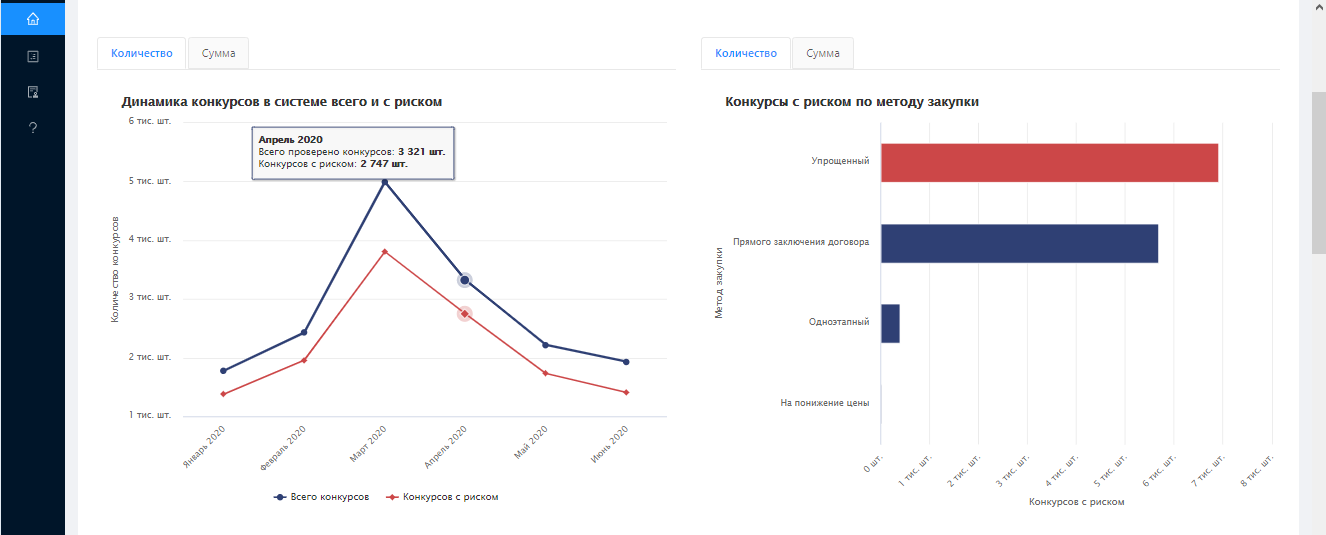 Количество
Сумма
Динамика конкурсов в системе всего и с риском
6 тис. шт.
5 тис. шт.
4 тис. шт.
3 тис. шт.
2 тис. шт.
1 тис. шт.
Количество конкурсов
Апрель 2020
Всего проверено конкурсов: 3 321 шт.
Конкурсов с риском: 2 747 шт.
Январь 2020
Февраль 2020
Март 2020
Апрель 2020
Май 2020
Июнь 2020
Всего конкурсов
Конкурсов с риском
Количество
Сумма
Конкурсы с риском по методу закупки
Метод закупки
Упрощенный
Прямого заключения договора
Одноэтапный
На понижение цены
0 шт.
1 тис. шт.
2 тис. шт.
3 тис. шт.
4 тис. шт.
5 тис. шт.
6 тис. шт.
7 тис. шт.
8 тис. шт.
Конкурсов с риском